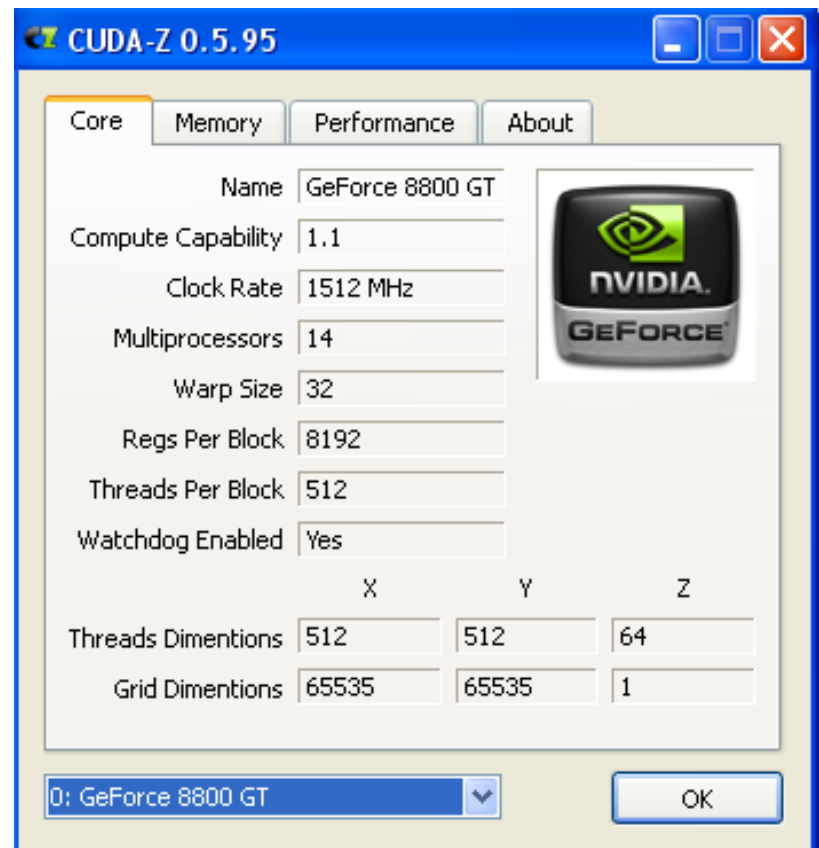 CUDA-Z 0.5.95
Core Memory Performance About
Name GeForce 8800 GT
Compute Capability 1.1
Clock Rate 1512 MHz
Multiprocessors 14
Warp Size 32
Regs Per Block 8192
Threads Per Block 512
Watchdog Enabled Yes
NVIDIA.
GEFORCE
X Y Z
Threads Dimentions 512 512 64
Grid Dimentions 65535 65535 1
0: GeForce 8800 GT OK